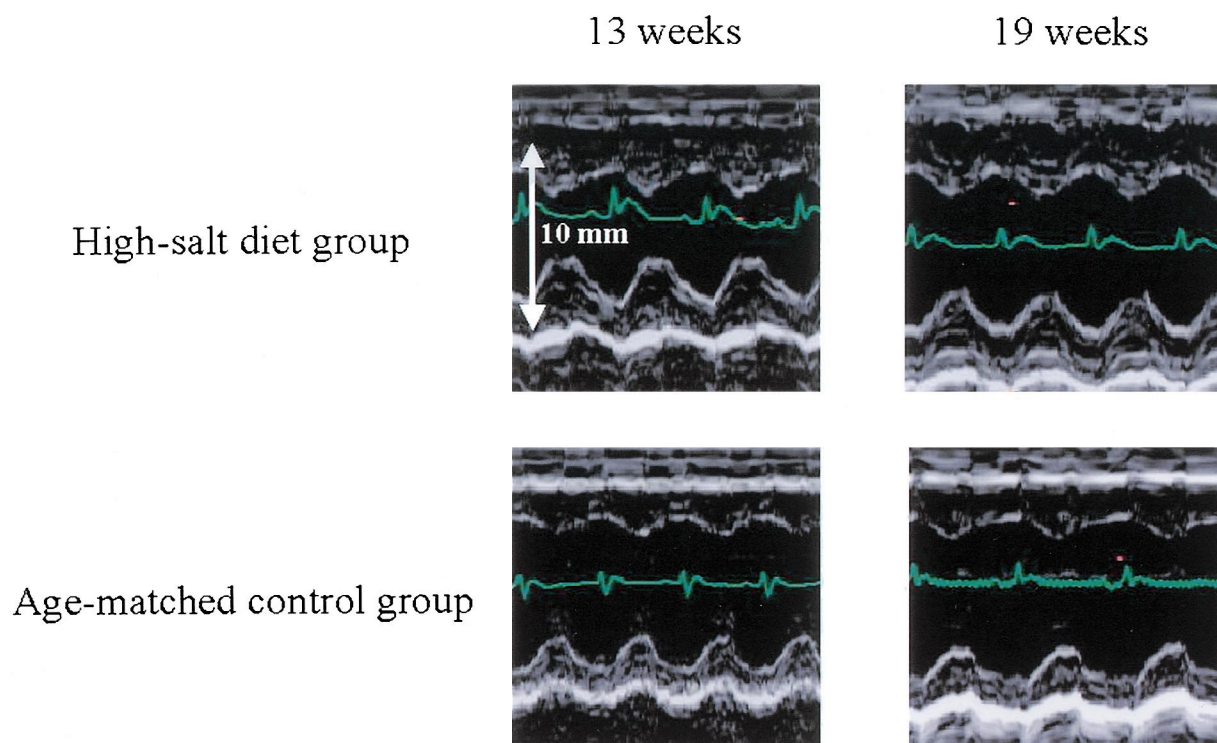 13 weeks
19 weeks
High-salt diet group
10 mm
Age-matched control group